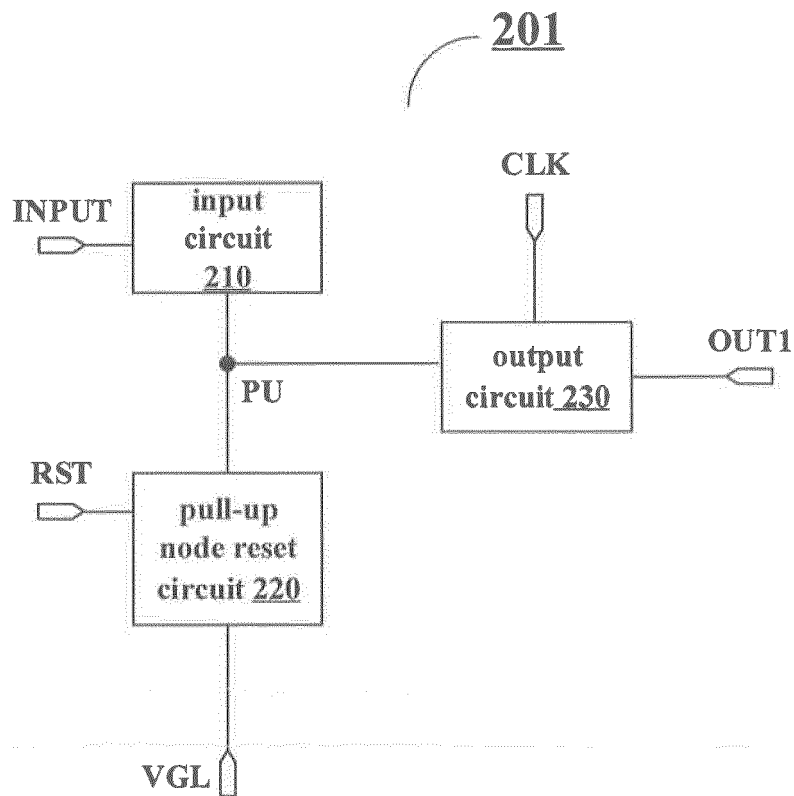 201
CLK
INPUT
input
circuit
210
OUT1
output
circuit 230
PU
RST
pull-up
node reset
circuit 220
VGL